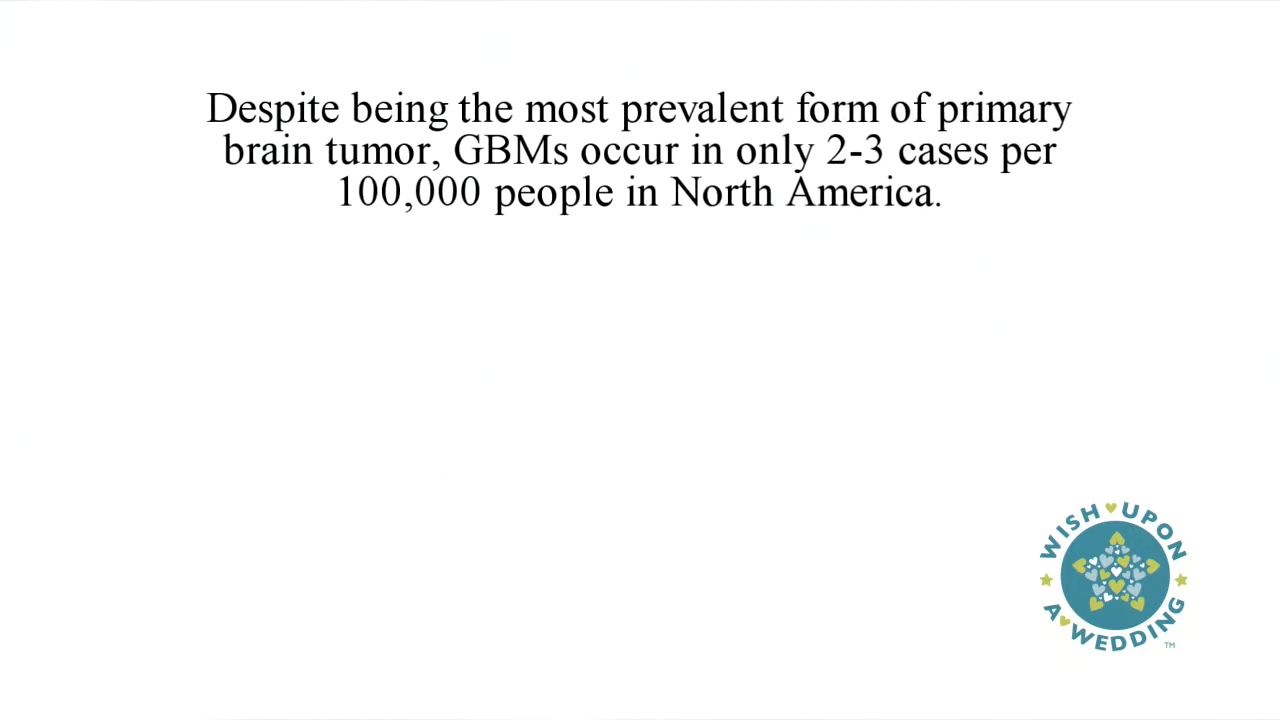 Despite being the most prevalent form of primary
brain tumor, GBMs occur in only 2-3 cases per
100,000 people in North America.
WISH UPON
A WEDDING
TM